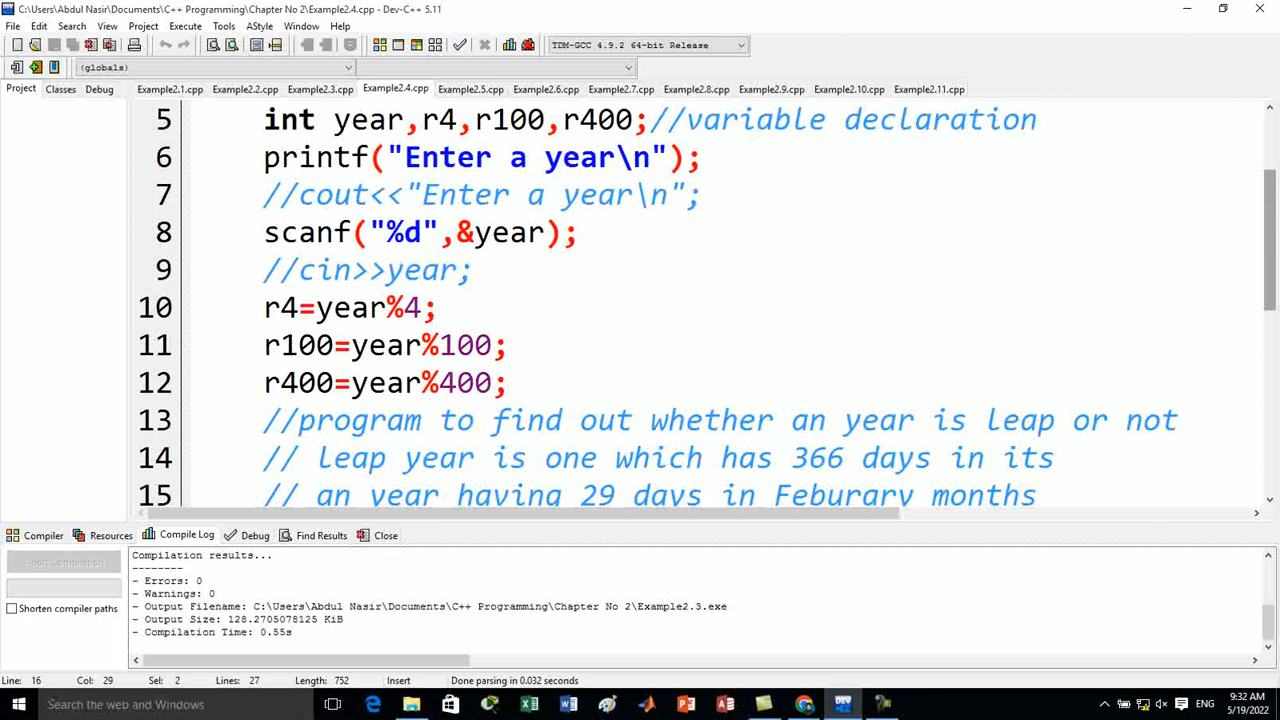 C:\Users\Abdul Nasir\Documents\C++ Programming\Chapter No 2\Example2.4.cpp - Dev-C++ 5.11
File Edit Search View Project Execute Tools AStyle Window Help
TDM-GCC 4.9.2 64-bit Release
(globals)
Project Classes Debug Example2.1.cpp Example2.2.cpp Example2.3.cpp Example2.4.cpp Example2.5.cpp Example2.6.cpp Example2.7.cpp Example2.8.cpp Example2.9.cpp Example2.10.cpp Example2.11.cpp
5 int year,r4,r100,r400;//variable declaration
6 printf("Enter a year\n");
7 //cout<<"Enter a year\n";
8 scanf("%d",&year);
9 //cin>>year;
10 r4=year%4;
11 r100=year%100;
12 r400=year%400;
13 //program to find out whether an year is leap or not
14 // leap year is one which has 366 days in its
15 // an year having 29 days in Feburary months
Compiler Resources Compile Log Debug Find Results Close
Compilation results...
--------
- Errors: 0
- Warnings: 0
- Output Filename: C:\Users\Abdul Nasir\Documents\C++ Programming\Chapter No 2\Example2.3.exe
- Output Size: 128.2705078125 KiB
- Compilation Time: 0.55s
Abort Compilation
Shorten compiler paths
Line: 16 Col: 29 Sel: 2 Lines: 27 Length: 752 Insert Done parsing in 0.032 seconds
Search the web and Windows
DEV
ENG
9:32 AM
5/19/2022